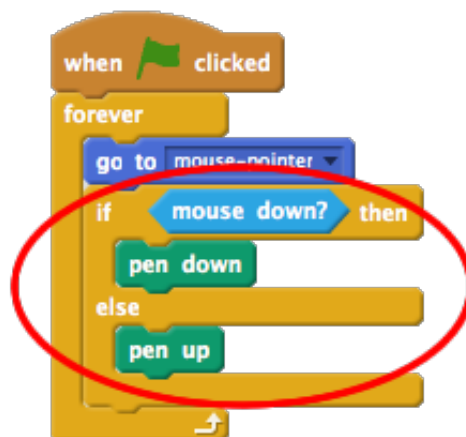 when clicked
forever
go to mouse-pointer
if mouse down? then
pen down
else
pen up